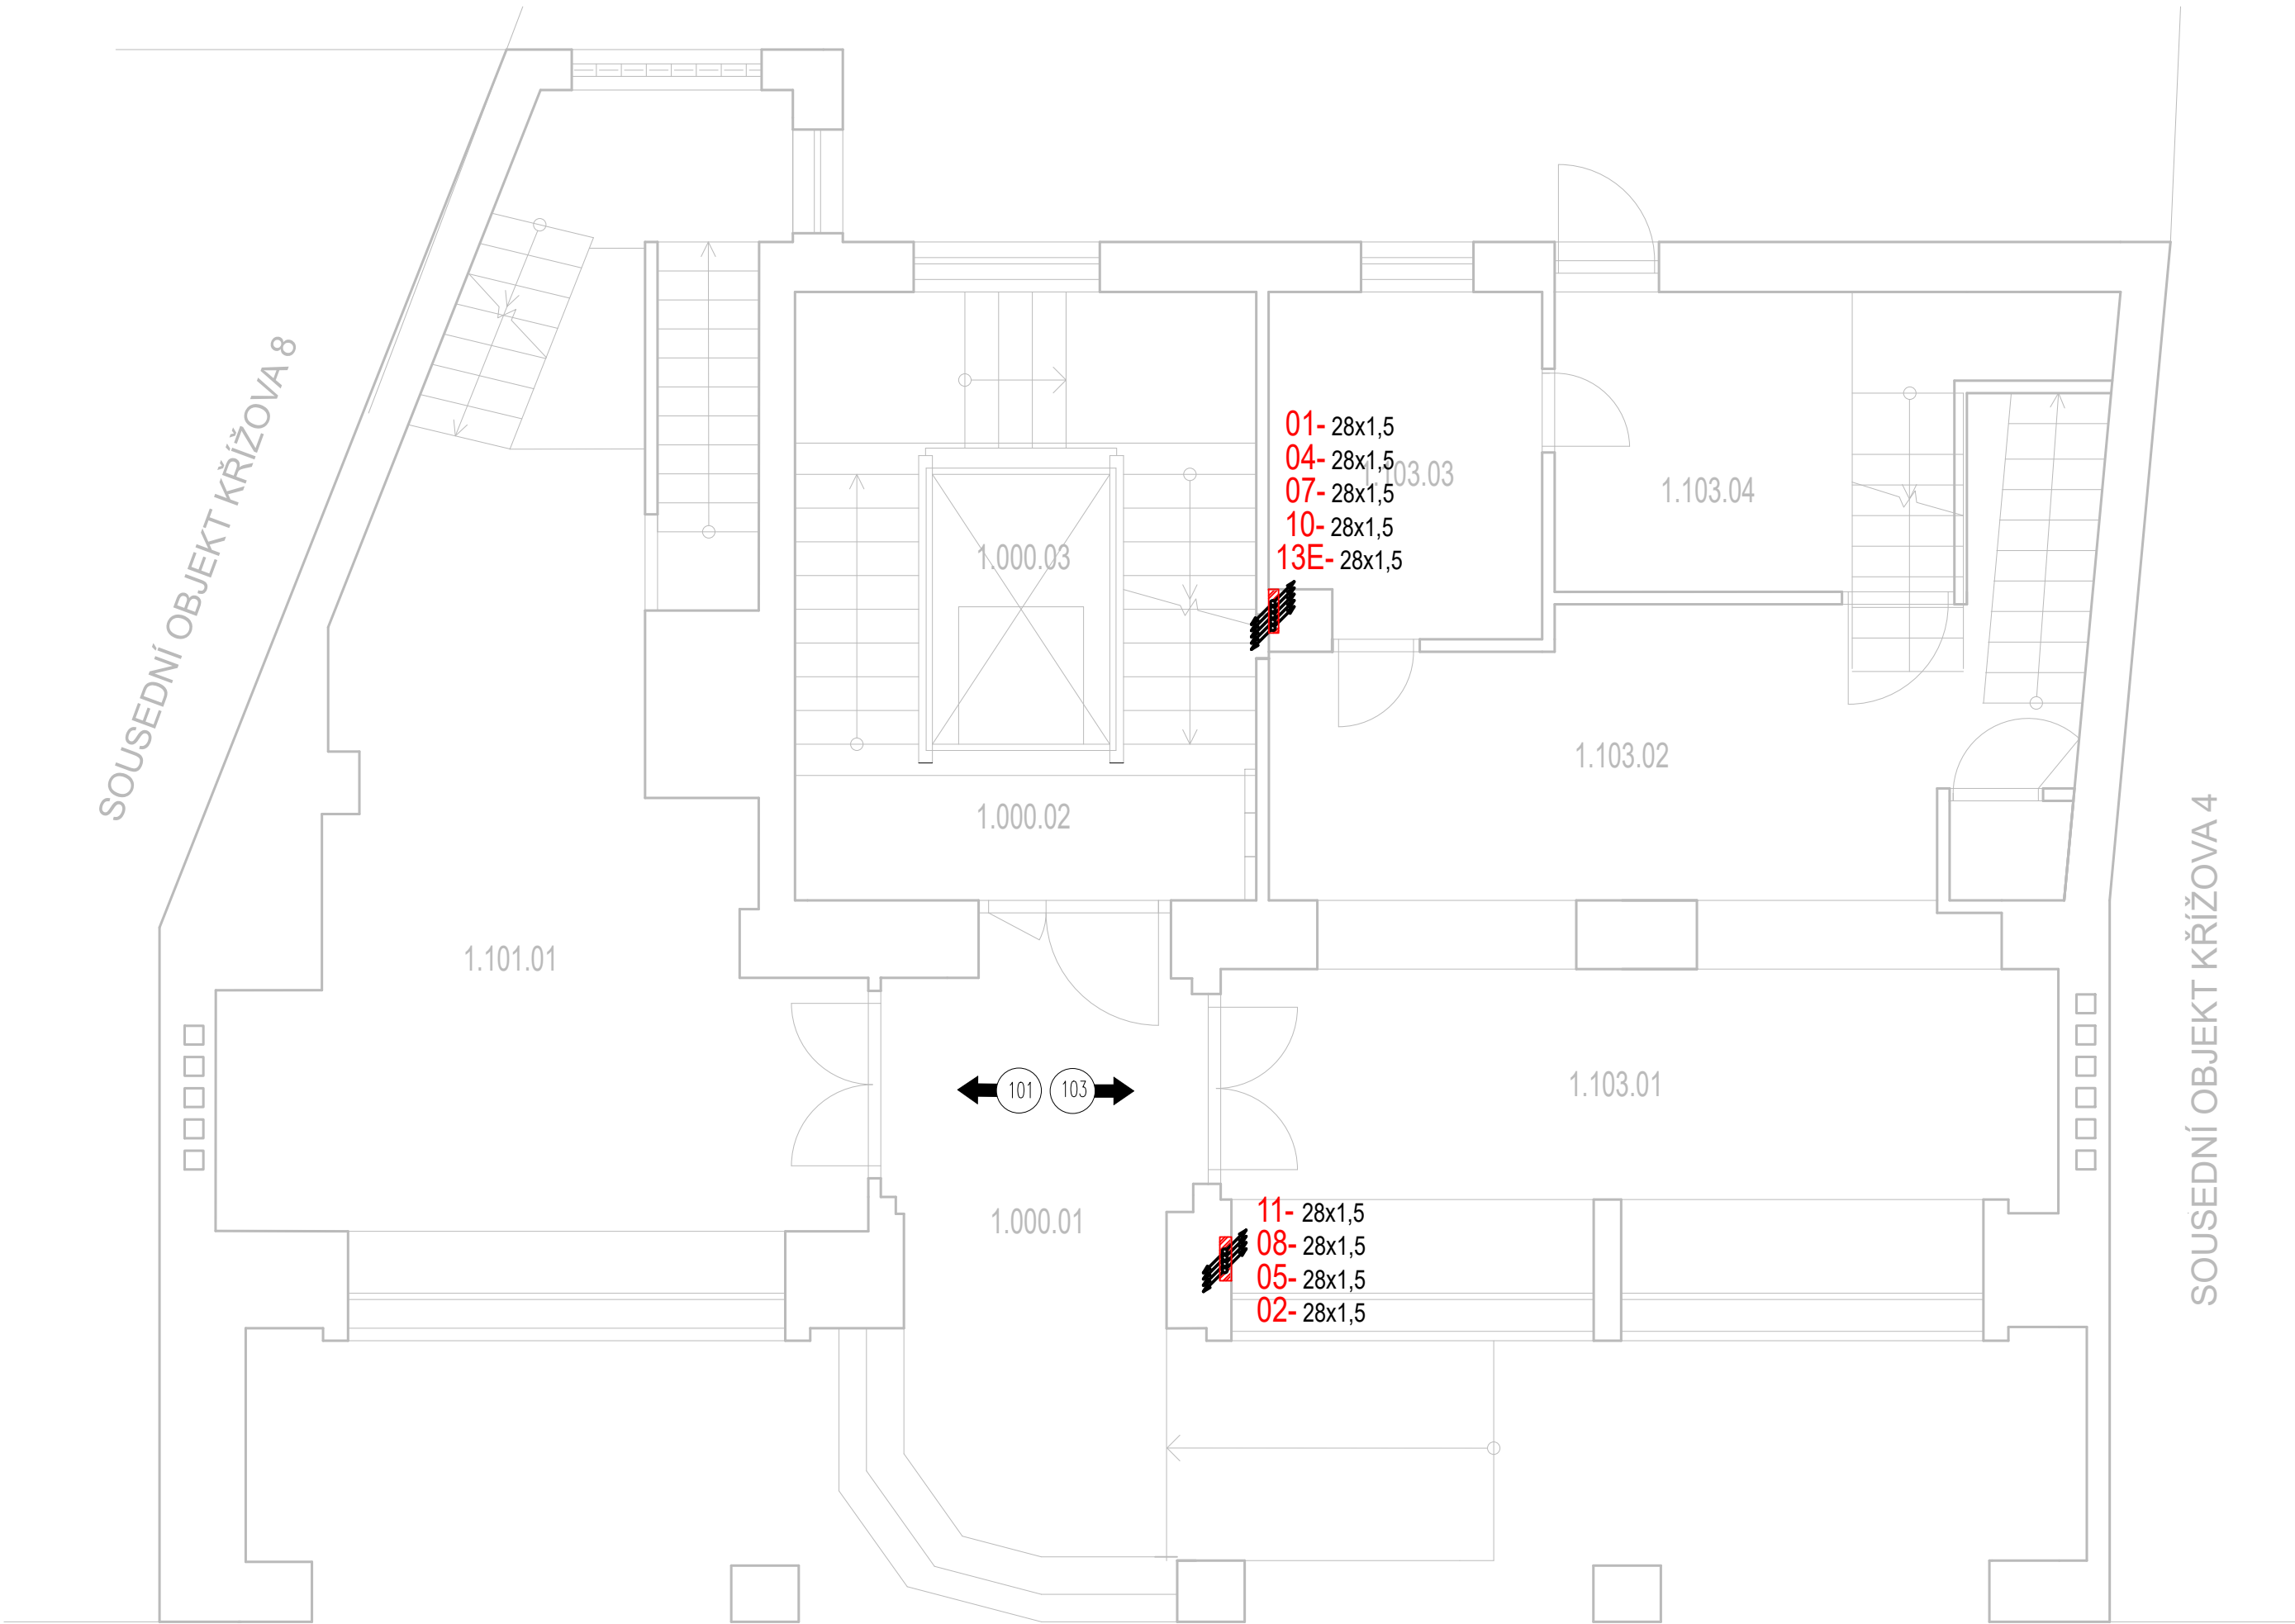 SOUSEDNÍ OBJEKT KŘÍŽOVA 8
01- 28x1,5
04- 28x1,5
1.103.03
07- 28x1,5
10- 28x1,5
13E- 28x1,5
1.103.04
1.000.03
1.103.02
1.000.02
1.101.01
1.103.01
101
103
1.000.01
11- 28x1,5
08- 28x1,5
05- 28x1,5
02- 28x1,5
SOUSEDNÍ OBJEKT KŘÍŽOVA 4